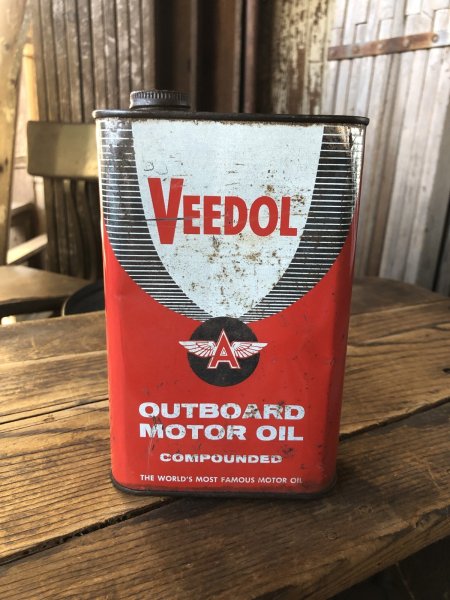 VEEDOL
A
OUTBOARD
MOTOR OIL
COMPOUNDED
THE WORLD'S MOST FAMOUS MOTOR OIL